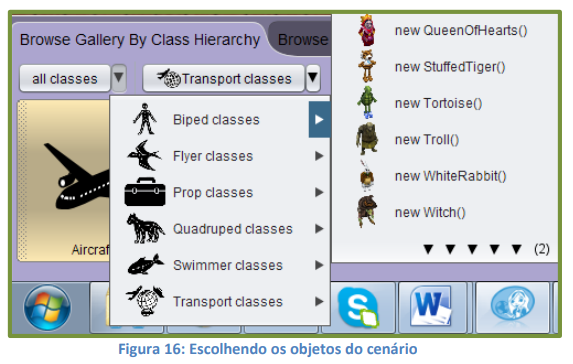 Browse Gallery By Class Hierarchy
Browse
all classes
Transport classes
Aircraf
Biped classes
Flyer classes
Prop classes
Quadruped classes
Swimmer classes
Transport classes
new QueenOfHearts()
new StuffedTiger()
new Tortoise()
new Troll()
new WhiteRabbit()
new Witch()
(2)
S
W
Figura 16: Escolhendo os objetos do cenário